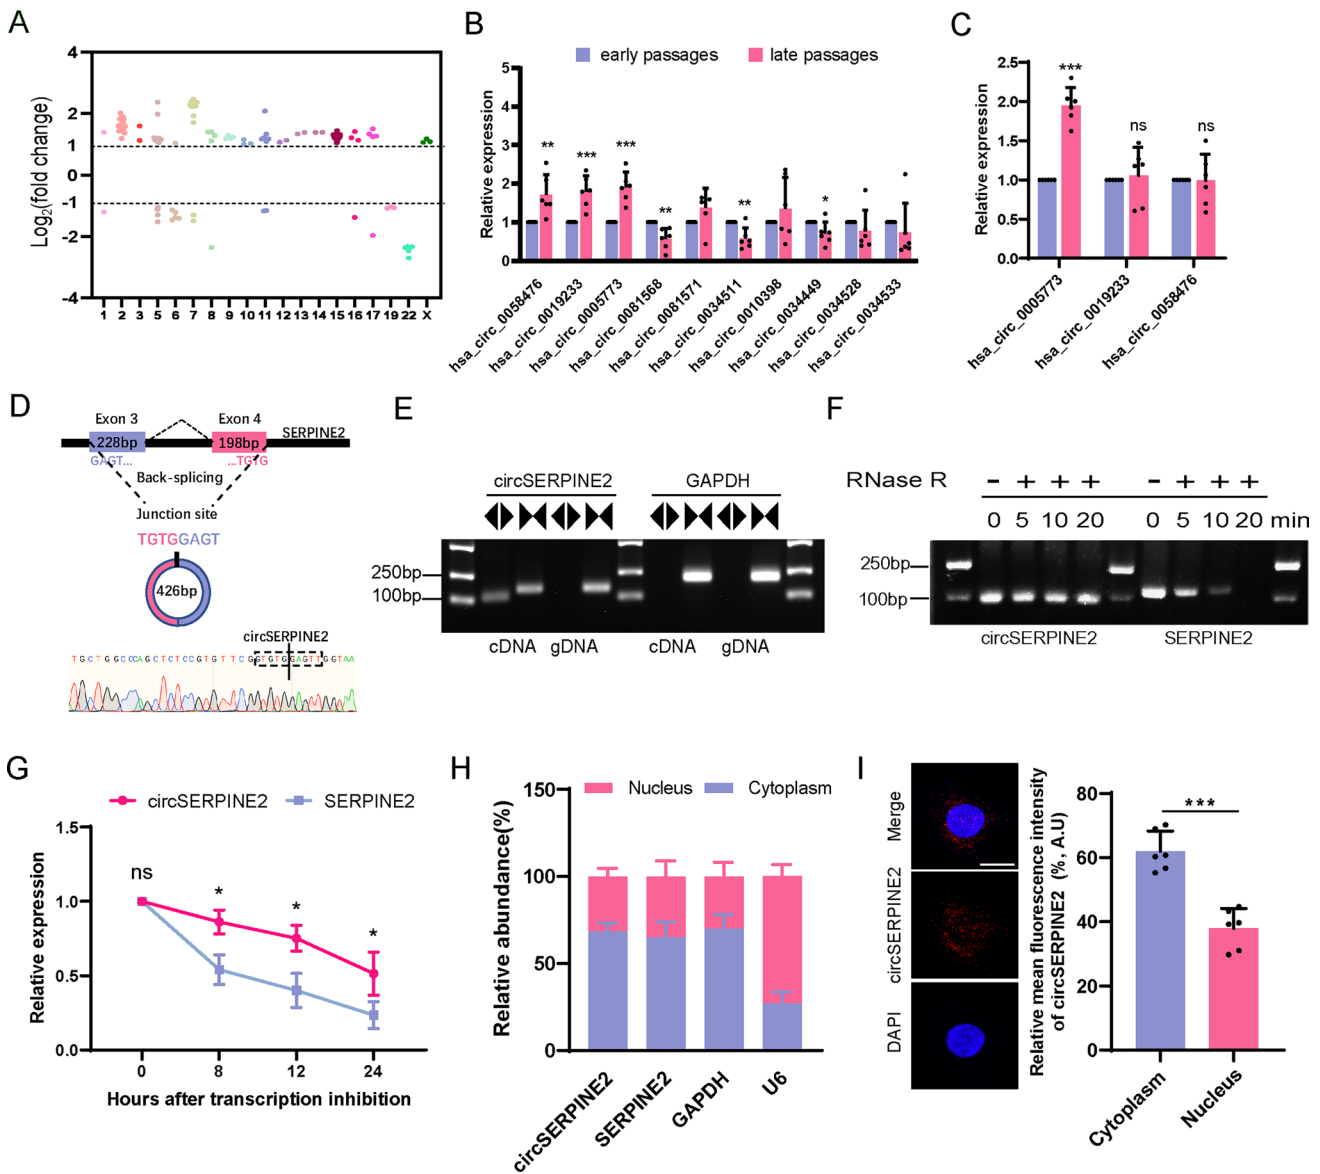 A
Log2(fold change)
4
2
1
0
-1
-2
-4
1 2 3 5 6 7 8 9 10 11 12 13 14 15 16 17 19 22 X
B
early passages late passages
Relative expression
5
4
3
2
1
0
** *** *** ** ** *
hsa_circ_0058476
hsa_circ_0019233
hsa_circ_0005773
hsa_circ_0081568
hsa_circ_0081571
hsa_circ_0034511
hsa_circ_0010398
hsa_circ_0034449
hsa_circ_0034528
hsa_circ_0034533
C
Relative expression
2.5
2.0
1.5
1.0
0.5
0.0
*** ns ns
hsa_circ_0005773
hsa_circ_0019233
hsa_circ_0058476
D
Exon 3 Exon 4
228bp 198bp SERPINE2
GAGT... ...TGTG
Back-splicing
Junction site
TGTGGAGT
426bp
circSERPINE2
TGCTGGCCCAGCTCTCCGTGTTCGGTGTGGAGTTGGTAA
E
circSERPINE2 GAPDH
250bp
100bp
cDNA gDNA cDNA gDNA
F
RNase R - + + + - + + +
0 5 10 20 0 5 10 20 min
250bp
100bp
circSERPINE2 SERPINE2
G
circSERPINE2 SERPINE2
Relative expression
1.5
1.0
0.5
0.0
ns * * *
0 8 12 24
Hours after transcription inhibition
H
Nucleus Cytoplasm
Relative abundance(%)
150
100
50
0
circSERPINE2
SERPINE2
GAPDH
U6
I
Merge
circSERPINE2
DAPI
Relative mean fluorescence intensity
of circSERPINE2 (%, A.U)
80
60
40
20
0
***
Cytoplasm
Nucleus